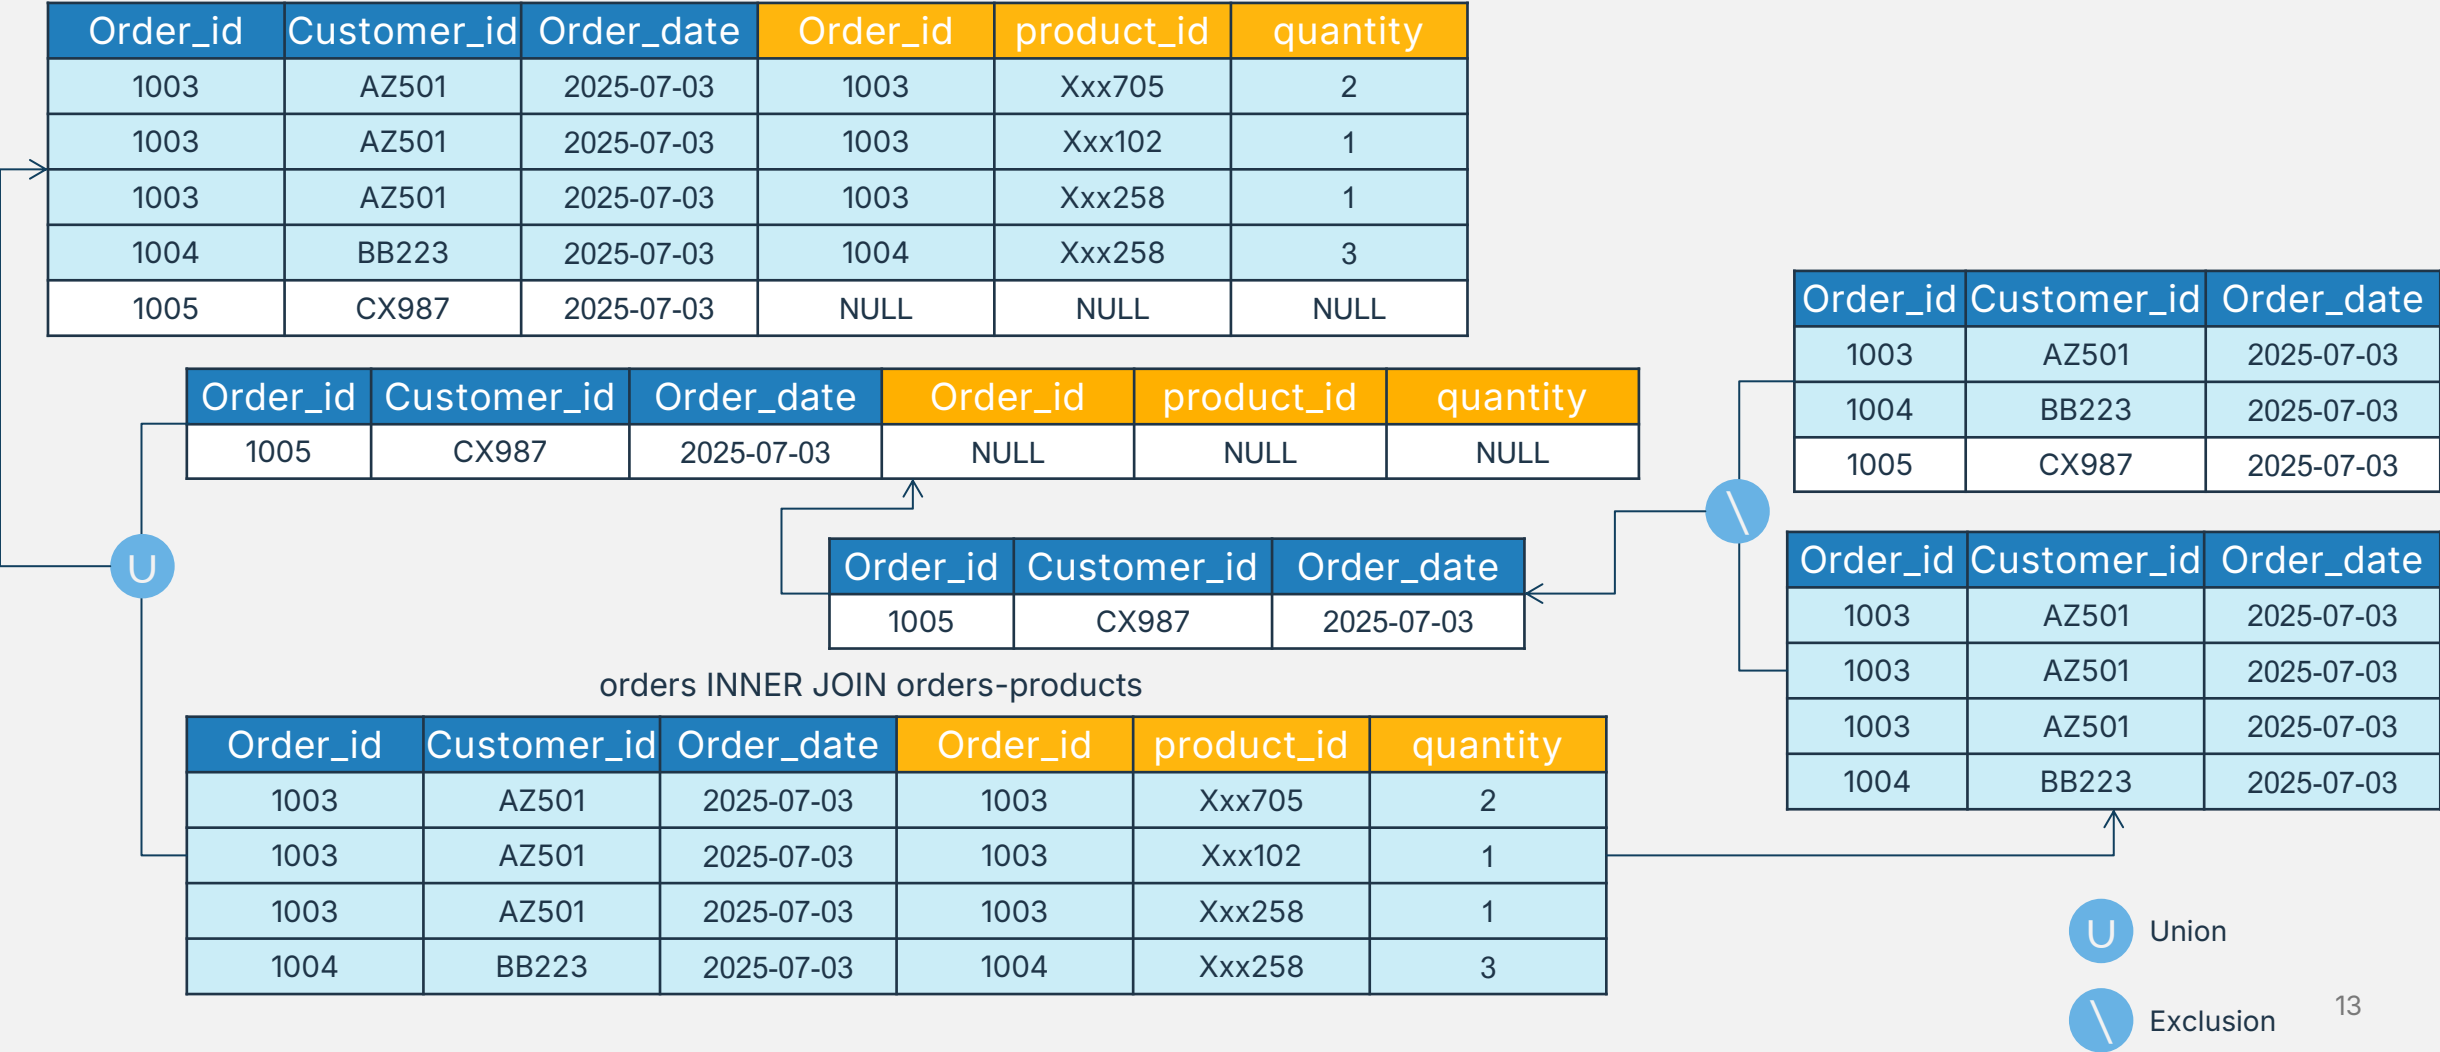 Order_id Customer_id Order_date Order_id product_id quantity
1003 AZ501 2025-07-03 1003 Xxx705 2
1003 AZ501 2025-07-03 1003 Xxx102 1
1003 AZ501 2025-07-03 1003 Xxx258 1
1004 BB223 2025-07-03 1004 Xxx258 3
1005 CX987 2025-07-03 NULL NULL NULL
Order_id Customer_id Order_date
1003 AZ501 2025-07-03
1004 BB223 2025-07-03
1005 CX987 2025-07-03
Order_id Customer_id Order_date Order_id product_id quantity
1005 CX987 2025-07-03 NULL NULL NULL
\
U
Order_id Customer_id Order_date
1005 CX987 2025-07-03
Order_id Customer_id Order_date
1003 AZ501 2025-07-03
1003 AZ501 2025-07-03
1003 AZ501 2025-07-03
1004 BB223 2025-07-03
orders INNER JOIN orders-products
Order_id Customer_id Order_date Order_id product_id quantity
1003 AZ501 2025-07-03 1003 Xxx705 2
1003 AZ501 2025-07-03 1003 Xxx102 1
1003 AZ501 2025-07-03 1003 Xxx258 1
1004 BB223 2025-07-03 1004 Xxx258 3
U Union
\ Exclusion
13